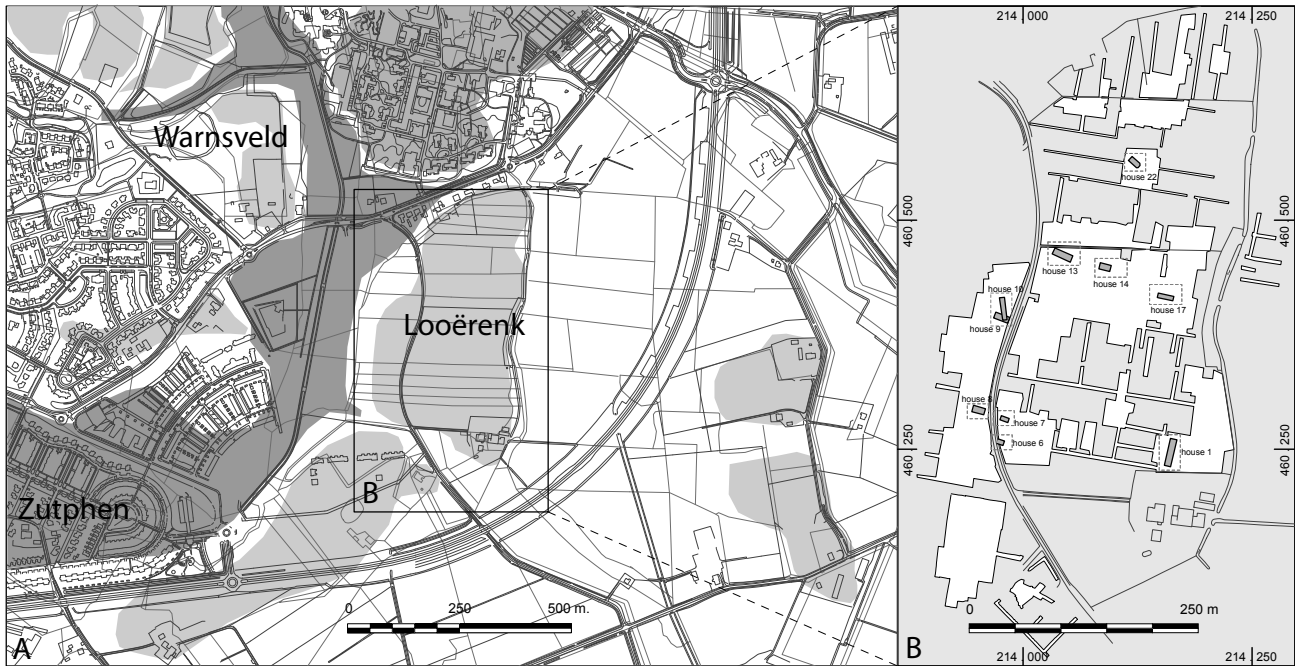 Warnsveld
Looërenk
B
Zutphen
0 250 500 m.
A
214 000
214 250
house 22
460 500
460 500
house 13
house 14
house 10
house 17
house 9
house 8
house 7
house 6
house 1
460 250
460 250
0 250 m
B
214 000
214 250